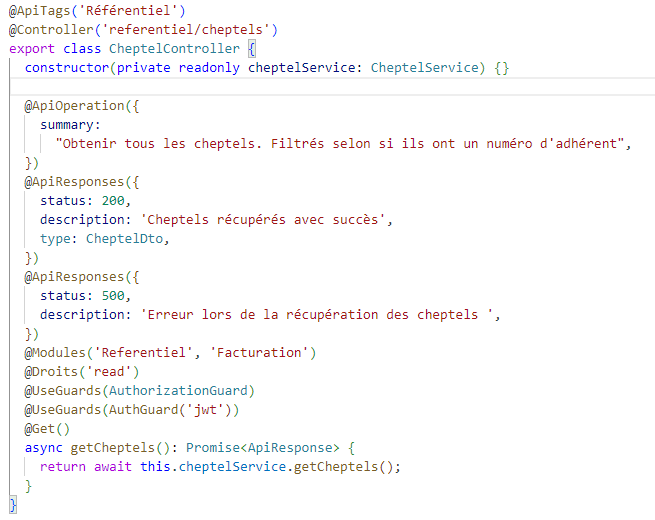 @ApiTags('Référentiel')
@Controller('referentiel/cheptels')
export class CheptelController {
constructor(private readonly cheptelService: CheptelService) {}
@ApiOperation({
summary:
"Obtenir tous les cheptels. Filtrés selon si ils ont un numéro d'adhérent",
})
@ApiResponses({
status: 200,
description: 'Cheptels récupérés avec succès',
type: CheptelDto,
})
@ApiResponses({
status: 500,
description: 'Erreur lors de la récupération des cheptels ',
})
@Modules('Referentiel', 'Facturation')
@Droits('read')
@UseGuards(AuthorizationGuard)
@UseGuards(AuthGuard('jwt'))
@Get()
async getCheptels(): Promise<ApiResponse> {
return await this.cheptelService.getCheptels();
}
}